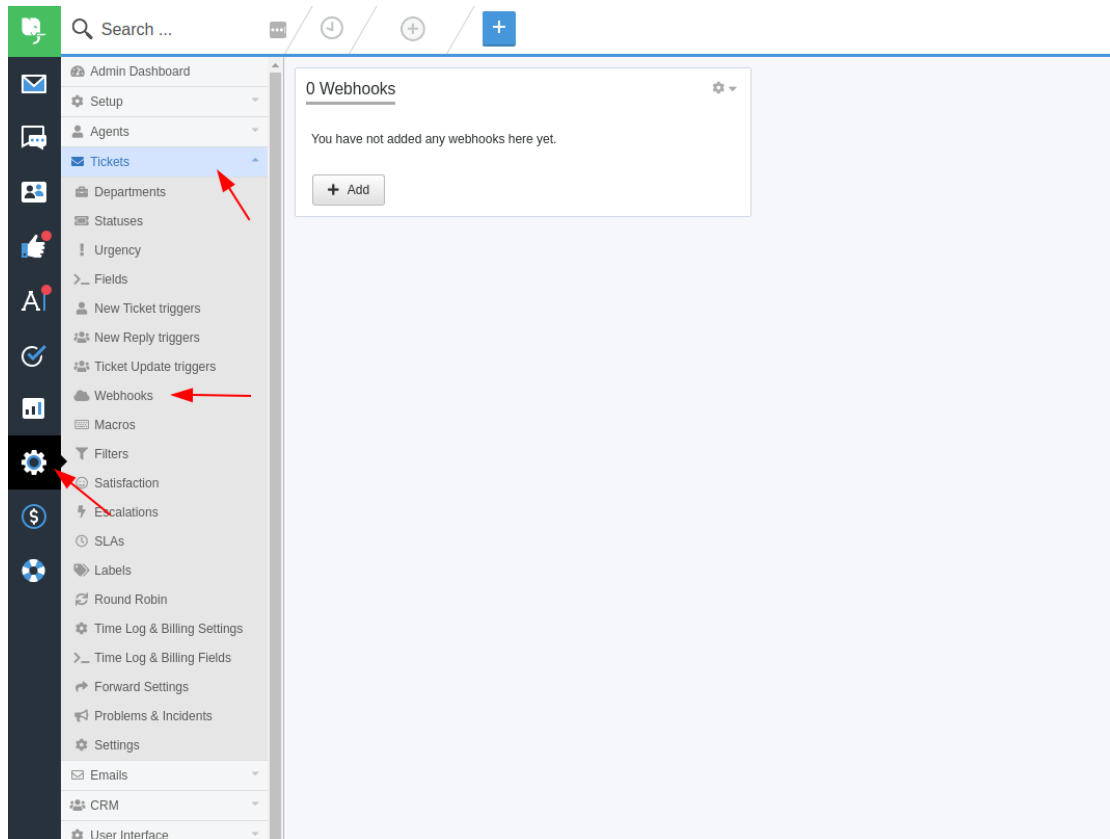 Search ...
Admin Dashboard
Setup
Agents
Tickets
Departments
Statuses
Urgency
Fields
New Ticket triggers
New Reply triggers
Ticket Update triggers
Webhooks
Macros
Filters
Satisfaction
Escalations
SLAs
Labels
Round Robin
Time Log & Billing Settings
Time Log & Billing Fields
Forward Settings
Problems & Incidents
Settings
Emails
CRM
User Interface
0 Webhooks
You have not added any webhooks here yet.
+ Add